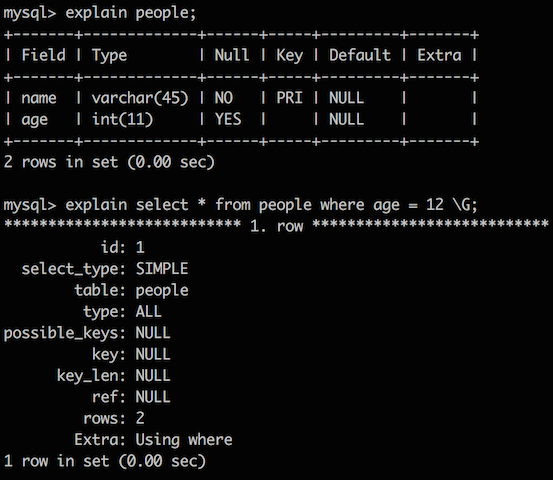 mysql> explain people;
+-------+-------------+------+-----+---------+-------+
| Field | Type        | Null | Key | Default | Extra |
+-------+-------------+------+-----+---------+-------+
| name  | varchar(45) | NO   | PRI | NULL    |       |
| age   | int(11)     | YES  |     | NULL    |       |
+-------+-------------+------+-----+---------+-------+
2 rows in set (0.00 sec)

mysql> explain select * from people where age = 12 \G;
*************************** 1. row ***************************
           id: 1
  select_type: SIMPLE
        table: people
         type: ALL
possible_keys: NULL
          key: NULL
      key_len: NULL
          ref: NULL
         rows: 2
        Extra: Using where
1 row in set (0.00 sec)